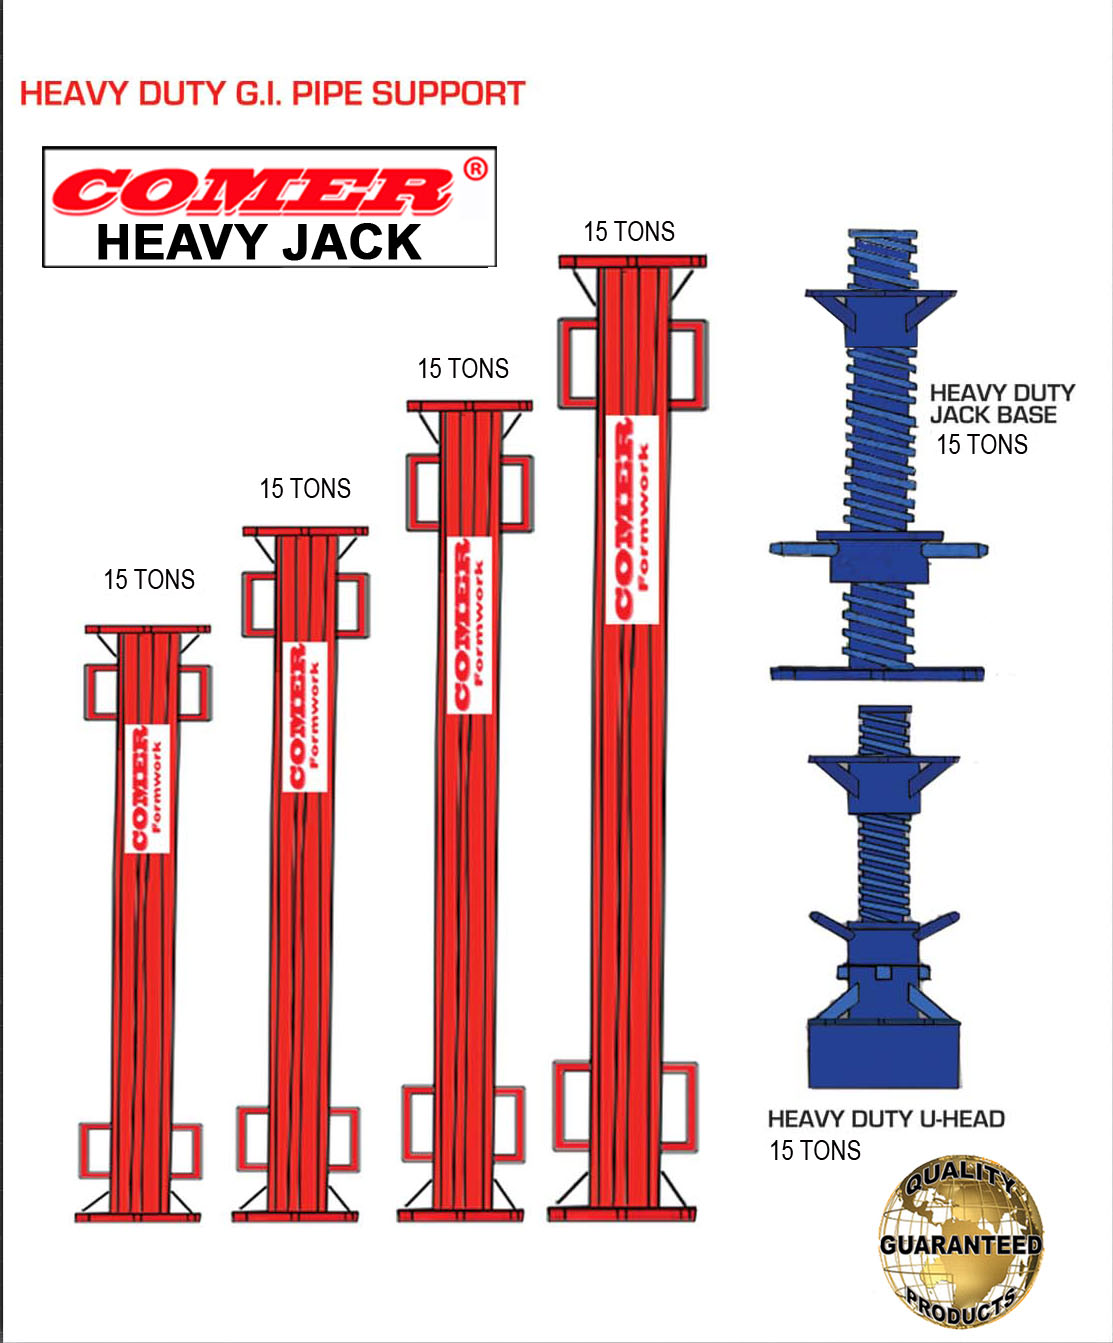 HEAVY DUTY G.I. PIPE SUPPORT
COMER®
HEAVY JACK
15 TONS
15 TONS
15 TONS
15 TONS
COMER
Formwork
COMER
Formwork
COMER
Formwork
COMER
Formwork
HEAVY DUTY
JACK BASE
15 TONS
HEAVY DUTY U-HEAD
15 TONS
QUALITY
GUARANTEED
PRODUCTS